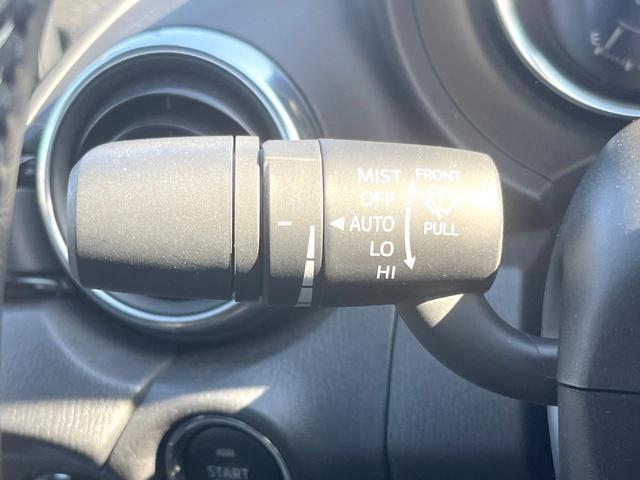 MIST FRONT
OFF
AUTO PULL
LO
HI
START